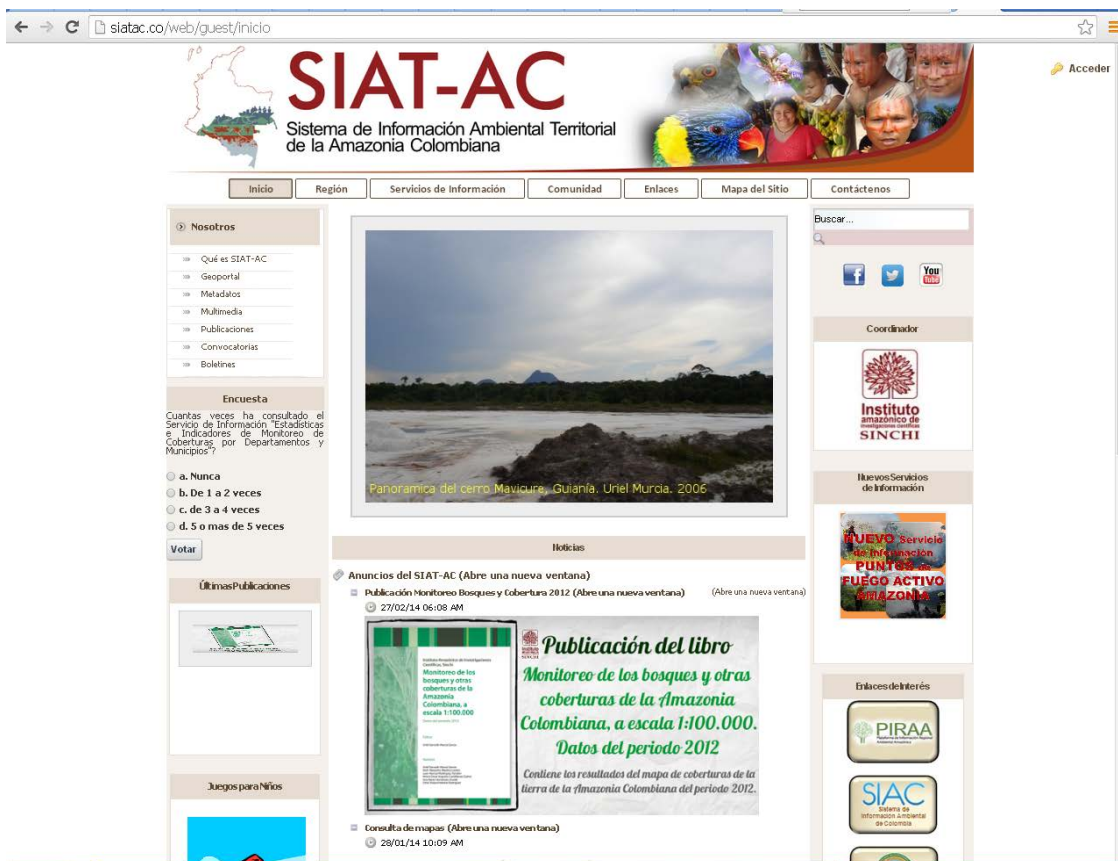 siatac.co/web/guest/inicio
SIAT-AC
Sistema de Información Ambiental Territorial
de la Amazonia Colombiana
Acceder
Inicio
Región
Servicios de Información
Comunidad
Enlaces
Mapa del Sitio
Contáctenos
Nosotros
Qué es SIAT-AC
Geoportal
Metadatos
Multimedia
Publicaciones
Convocatorias
Boletines
Encuesta
Cuantas veces ha consultado el
Servicio de Información "Estadísticas
e Indicadores de Monitoreo de
Coberturas por Departamentos y
Municipios"?
a. Nunca
b. De 1 a 2 veces
c. de 3 a 4 veces
d. 5 o mas de 5 veces
Votar
Últimas Publicaciones
Juegos para Niños
Panoramica del cerro Mavicure, Guianía. Uriel Murcia. 2006
Noticias
Anuncios del SIAT-AC (Abre una nueva ventana)
Publicación Monitoreo Bosques y Cobertura 2012 (Abre una nueva ventana)
(Abre una nueva ventana)
27/02/14 06:08 AM
Monitoreo de los
bosques y otras
coberturas de la
Amazonia
Colombiana, a
escala 1:100.000
SINCHI
Publicación del libro
Monitoreo de los bosques y otras
coberturas de la Amazonia
Colombiana, a escala 1:100.000.
Datos del periodo 2012
Contiene los resultados del mapa de coberturas de la
tierra de la Amazonia Colombiana del periodo 2012.
Consulta de mapas (Abre una nueva ventana)
28/01/14 10:09 AM
Buscar...
You
Tube
Coordinador
Instituto
amazónico de
investigaciones científicas
SINCHI
Nuevos Servicios
de Información
NUEVO Servicio
de Información
PUNTOS de
FUEGO ACTIVO
AMAZONIA
Enlaces de Interés
PIRAA
SIAC
Sistema de
Información Ambiental
de Colombia